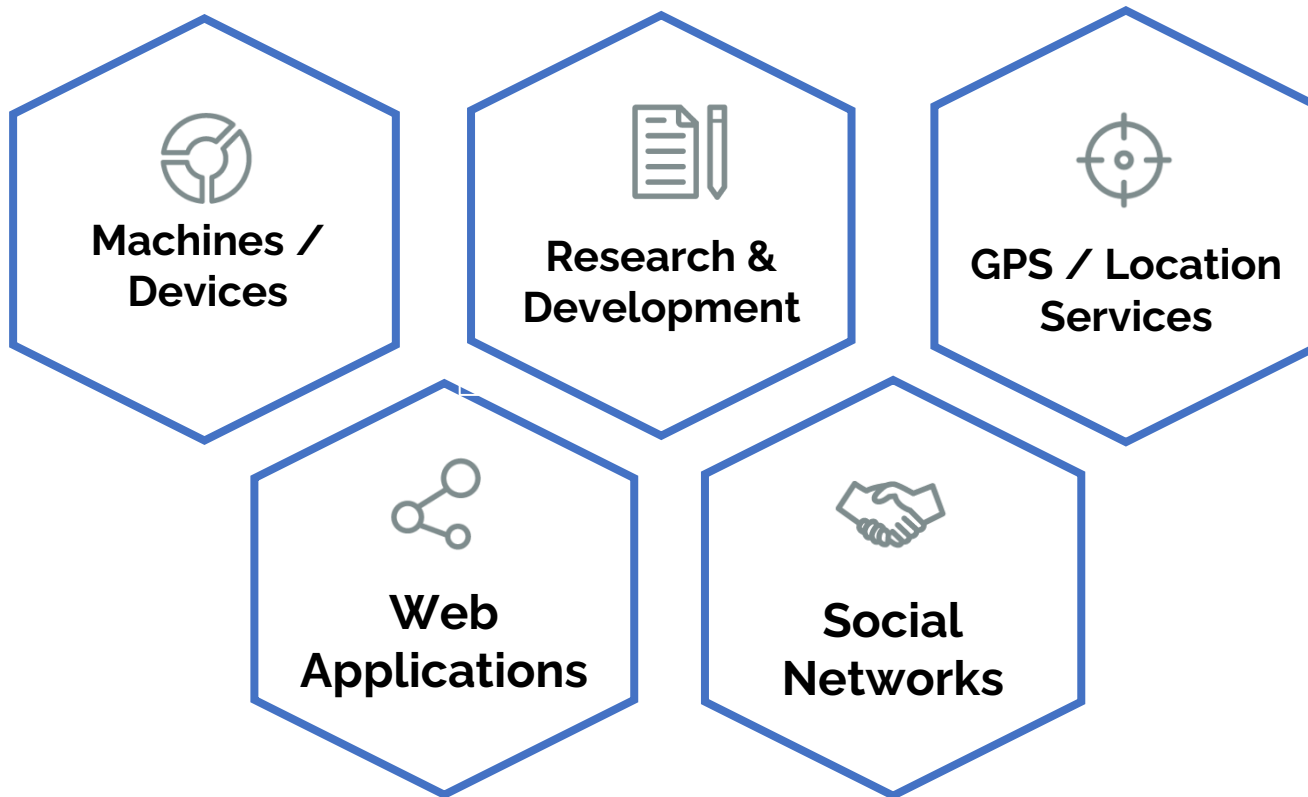 Machines /
Devices
Research &
Development
GPS / Location
Services
Web
Applications
Social
Networks